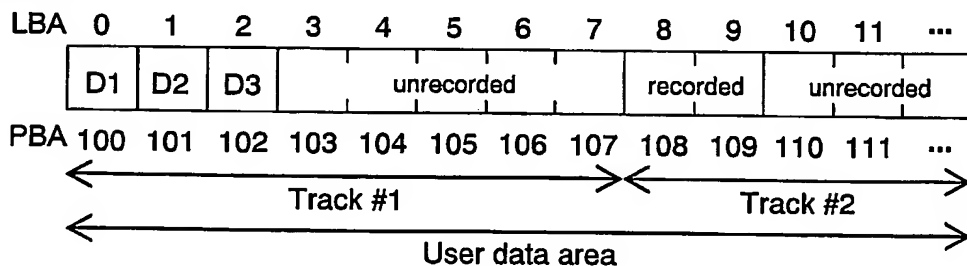 LBA 0 1 2 3 4 5 6 7 8 9 10 11 ...
D1 D2 D3 unrecorded recorded unrecorded
PBA 100 101 102 103 104 105 106 107 108 109 110 111 ...
Track #1 Track #2
User data area